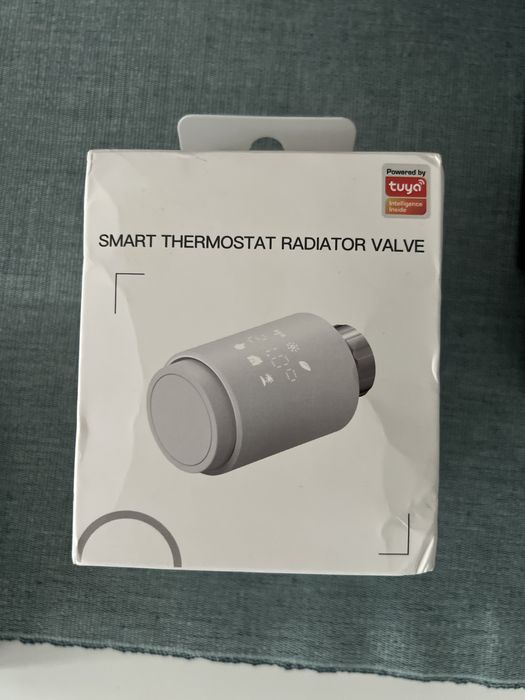 Powered by
tuya
Intelligence
Inside
SMART THERMOSTAT RADIATOR VALVE